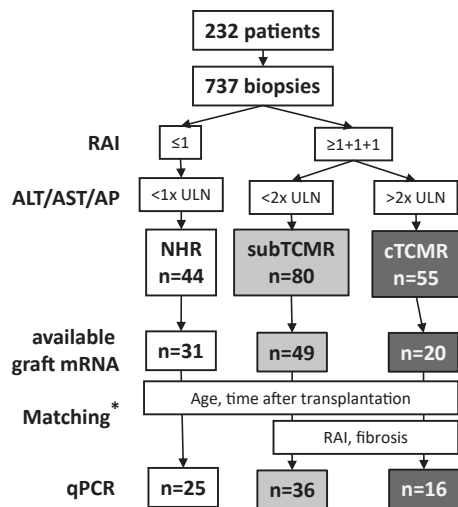 232 patients
737 biopsies
RAI
≤1
≥1+1+1
ALT/AST/AP
<1x ULN
<2x ULN
>2x ULN
NHR
n=44
subTCMR
n=80
cTCMR
n=55
available
graft mRNA
n=31
n=49
n=20
Matching*
Age, time after transplantation
RAI, fibrosis
qPCR
n=25
n=36
n=16